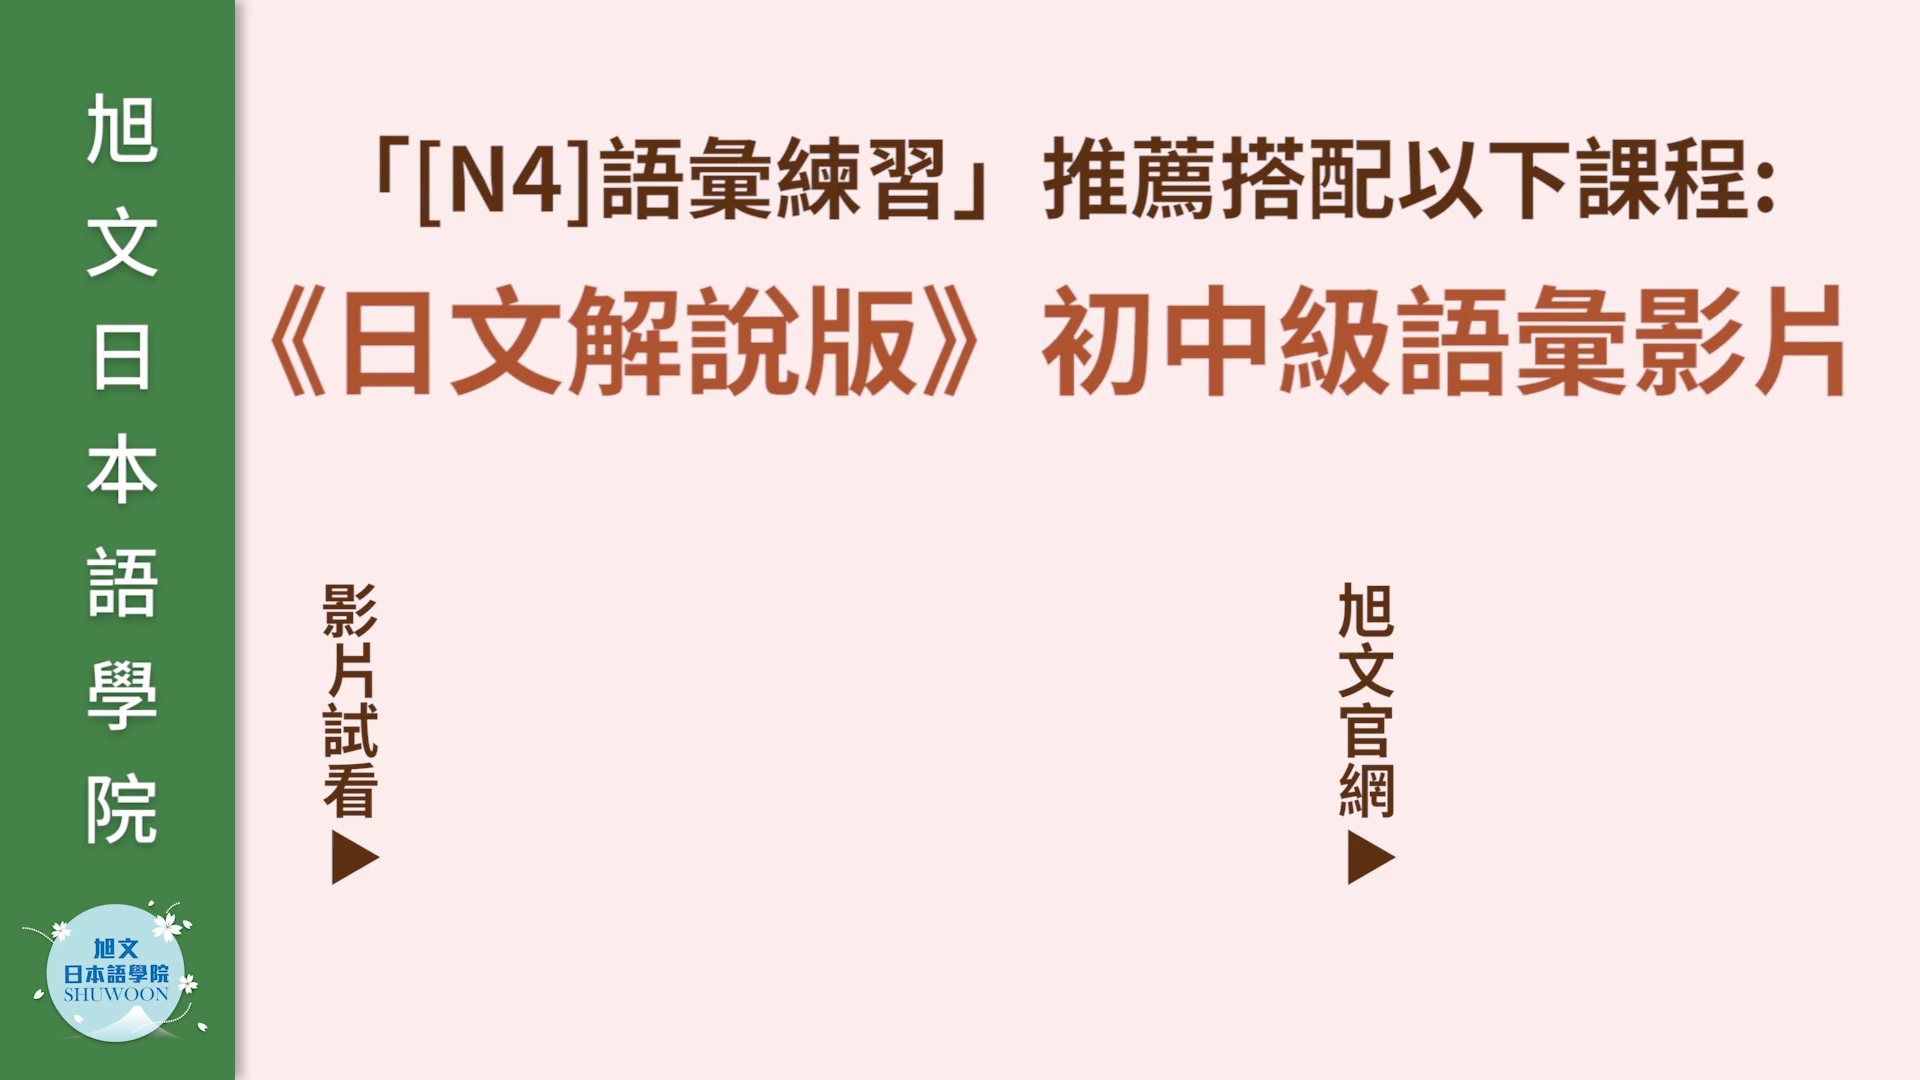 旭文日本語學院
旭文
日本語學院
SHUWOON
「[N4]語彙練習」推薦搭配以下課程:
《日文解說版》初中級語彙影片
影片試看▶
旭文官網▶